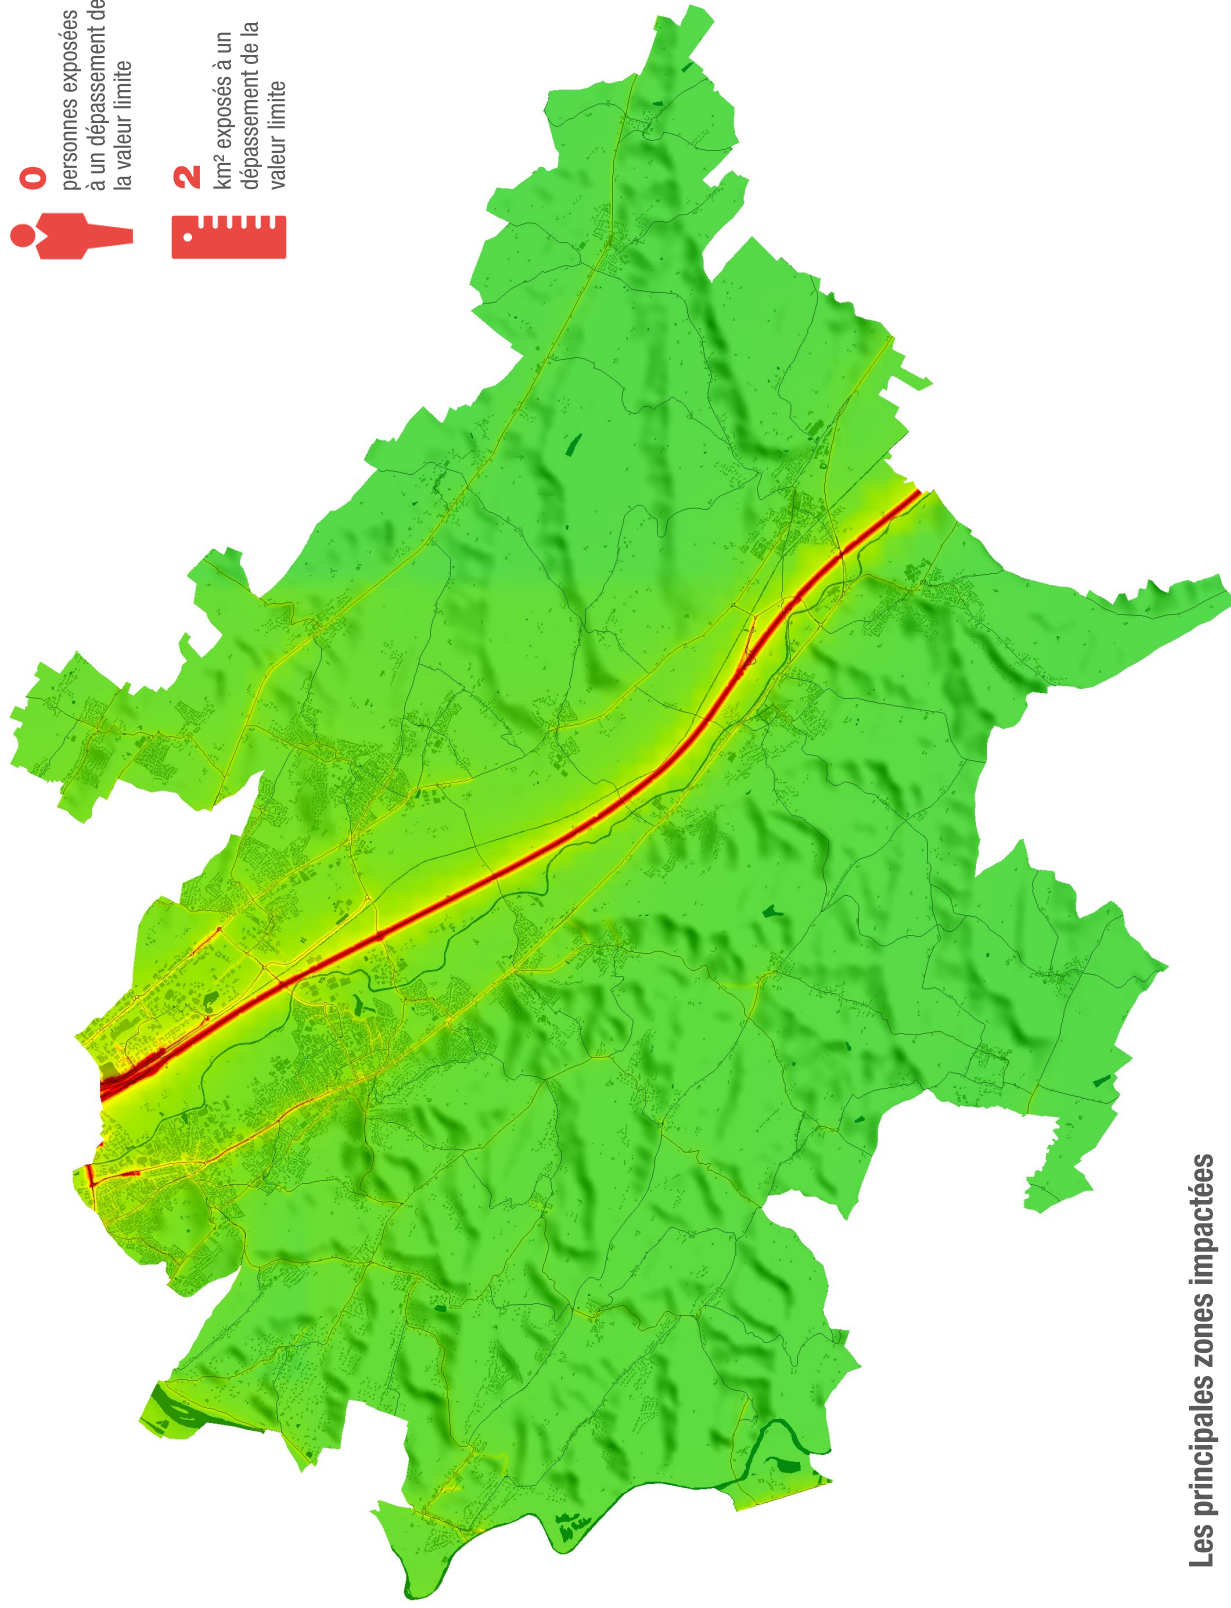 0
personnes exposées
à un dépassement de
la valeur limite
2
km² exposés à un
dépassement de la
valeur limite
Les principales zones impactées